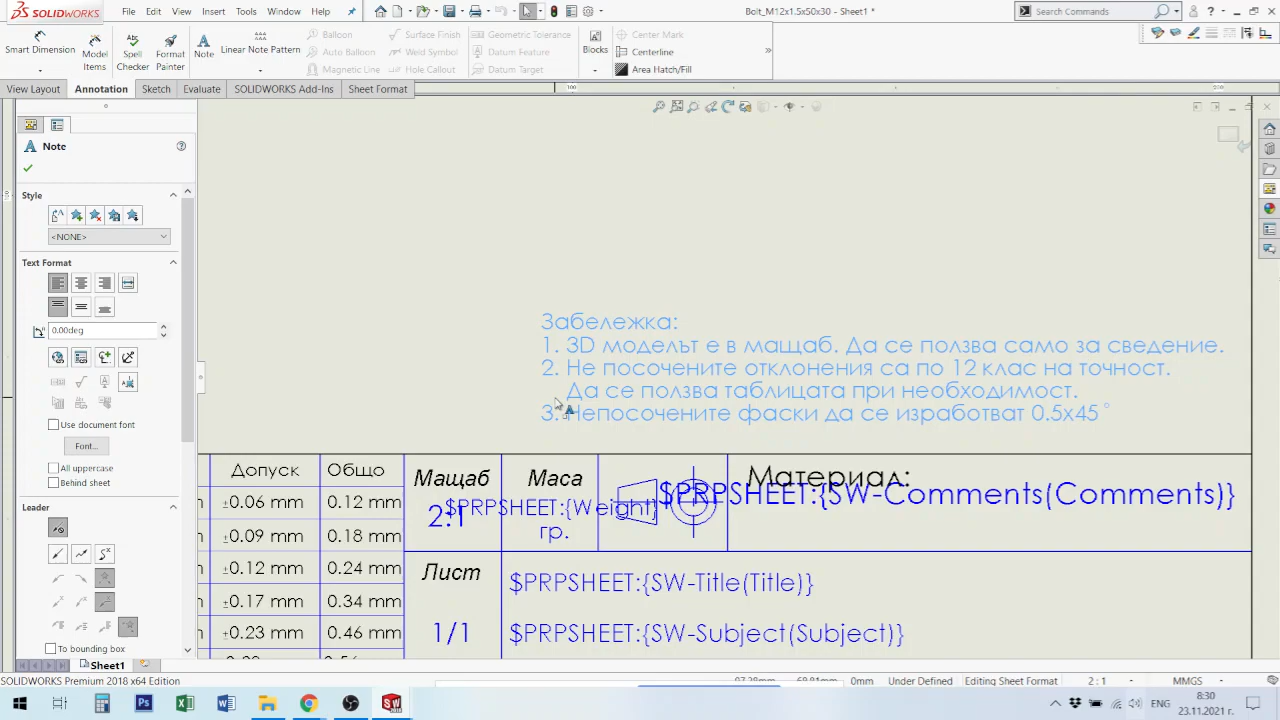 SOLIDWORKS
File Edit View Insert Tools Window Help
Bolt_M12x1.5x50x30 - Sheet1 *
Search Commands
Smart Dimension
Model Items
Spell Checker
Format Painter
Note
Linear Note Pattern
Balloon
Auto Balloon
Magnetic Line
Surface Finish
Weld Symbol
Hole Callout
Geometric Tolerance
Datum Feature
Datum Target
Blocks
Center Mark
Centerline
Area Hatch/Fill
View Layout Annotation Sketch Evaluate SOLIDWORKS Add-Ins Sheet Format
Note
Style
<NONE>
Text Format
0.00deg
Use document font
Font...
All uppercase
Behind sheet
Leader
To bounding box
Забележка:
1. 3D моделът е в мащаб. Да се ползва само за сведение.
2. Не посочените отклонения са по 12 клас на точност.
Да се ползва таблицата при необходимост.
3. Непосочените фаски да се изработват 0.5x45°
Допуск Общо Мащаб Маса Материал:
±0.06 mm 0.12 mm
$PRPSHEET:{SW-Comments(Comments)}
$PRPSHEET:{Weight}
2:1
гр.
±0.09 mm 0.18 mm
±0.12 mm 0.24 mm Лист
$PRPSHEET:{SW-Title(Title)}
±0.17 mm 0.34 mm
±0.23 mm 0.46 mm 1/1
$PRPSHEET:{SW-Subject(Subject)}
Sheet1
SOLIDWORKS Premium 2018 x64 Edition
0mm Under Defined Editing Sheet Format 2:1 MMGS
ENG
8:30
23.11.2021 г.